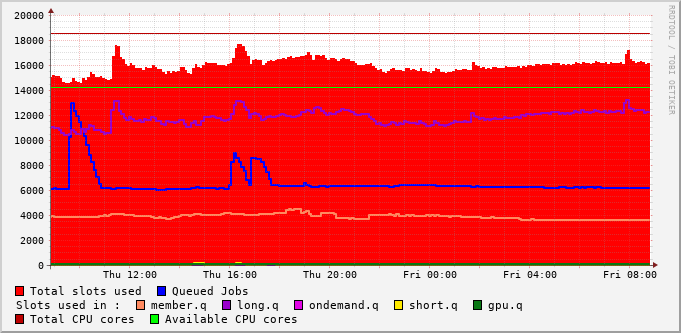 RRDTOOL / TOBI OETIKER
20000
18000
16000
14000
12000
10000
8000
6000
4000
2000
0
Thu 12:00 Thu 16:00 Thu 20:00 Fri 00:00 Fri 04:00 Fri 08:00
Total slots used Queued Jobs
Slots used in : member.q long.q ondemand.q short.q gpu.q
Total CPU cores Available CPU cores